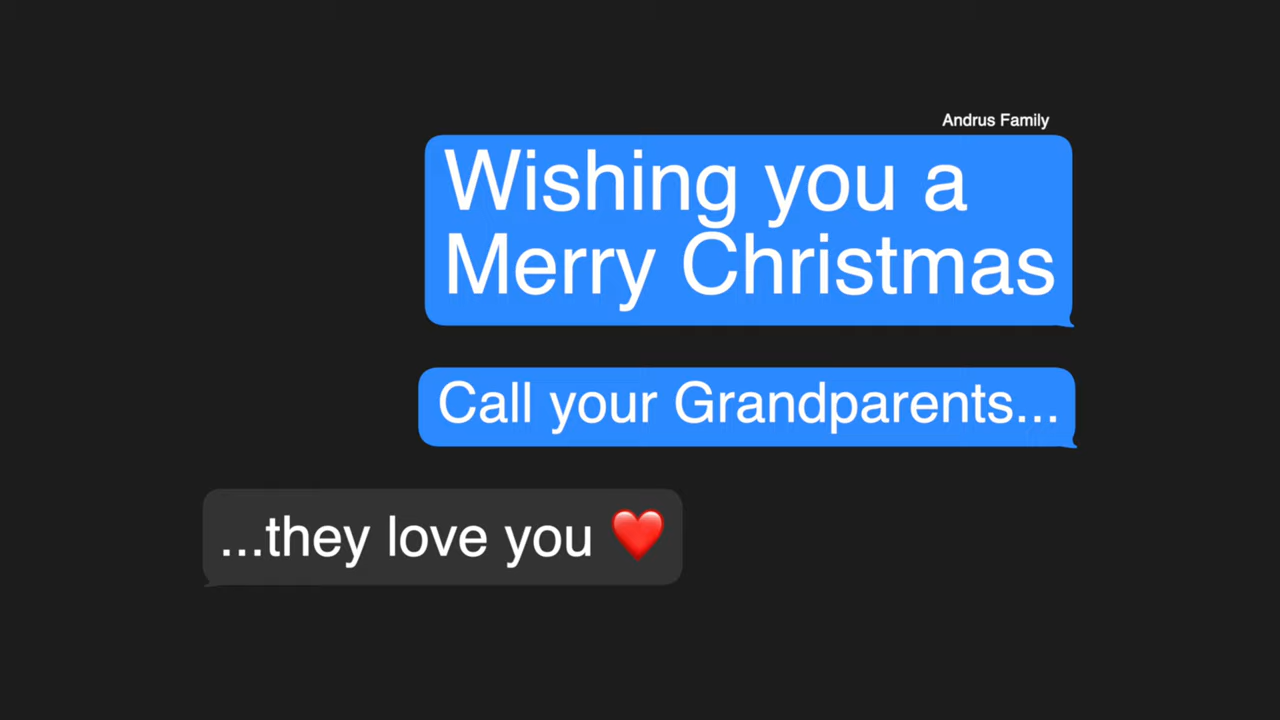 Andrus Family
Wishing you a
Merry Christmas
Call your Grandparents...
...they love you ❤️